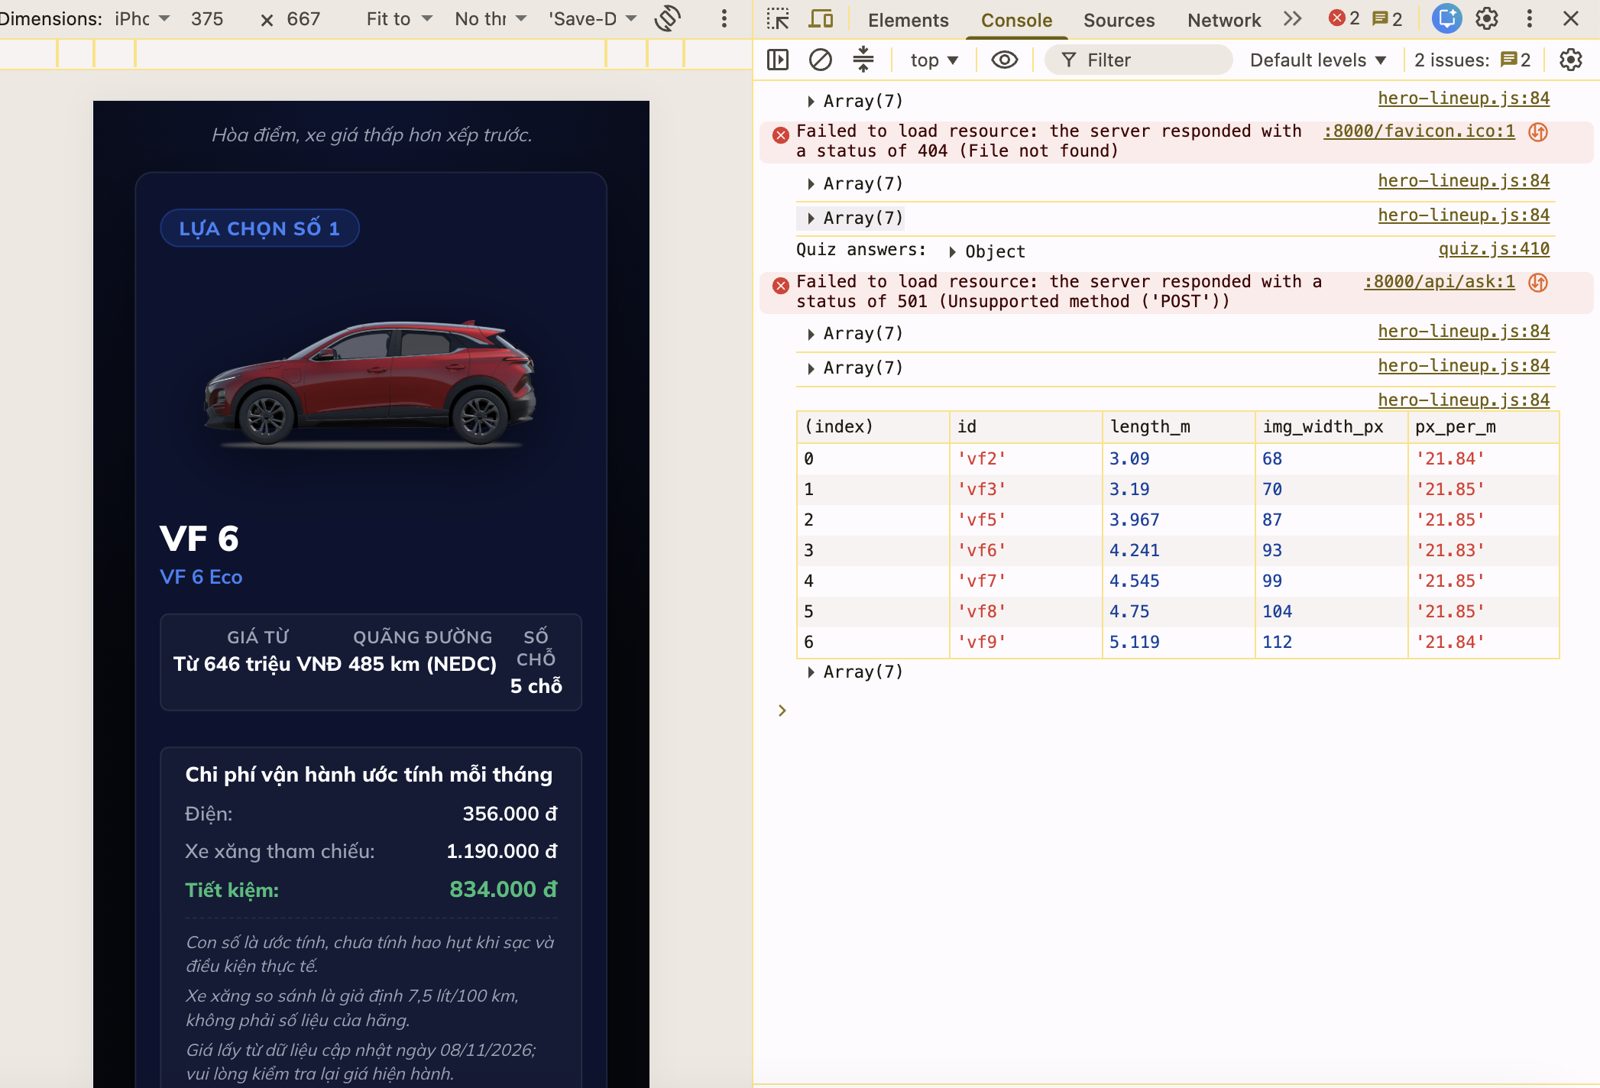 Dimensions: iPho 375 × 667 Fit to No thr 'Save-D
Elements Console Sources Network 2 2
top Filter Default levels 2 issues: 2
Hòa điểm, xe giá thấp hơn xếp trước.
LỰA CHỌN SỐ 1
VF 6
VF 6 Eco
GIÁ TỪ QUÃNG ĐƯỜNG SỐ
CHỖ
Từ 646 triệu VNĐ 485 km (NEDC)
5 chỗ
Chi phí vận hành ước tính mỗi tháng
Điện: 356.000 đ
Xe xăng tham chiếu: 1.190.000 đ
Tiết kiệm: 834.000 đ
Con số là ước tính, chưa tính hao hụt khi sạc và
điều kiện thực tế.
Xe xăng so sánh là giả định 7,5 lít/100 km,
không phải số liệu của hãng.
Giá lấy từ dữ liệu cập nhật ngày 08/11/2026;
vui lòng kiểm tra lại giá hiện hành.
Array(7) hero-lineup.js:84
Failed to load resource: the server responded with :8000/favicon.ico:1
a status of 404 (File not found)
Array(7) hero-lineup.js:84
Array(7) hero-lineup.js:84
Quiz answers: Object quiz.js:410
Failed to load resource: the server responded with a :8000/api/ask:1
status of 501 (Unsupported method ('POST'))
Array(7) hero-lineup.js:84
Array(7) hero-lineup.js:84
hero-lineup.js:84
(index) id length_m img_width_px px_per_m
0 'vf2' 3.09 68 '21.84'
1 'vf3' 3.19 70 '21.85'
2 'vf5' 3.967 87 '21.85'
3 'vf6' 4.241 93 '21.83'
4 'vf7' 4.545 99 '21.85'
5 'vf8' 4.75 104 '21.85'
6 'vf9' 5.119 112 '21.84'
Array(7)